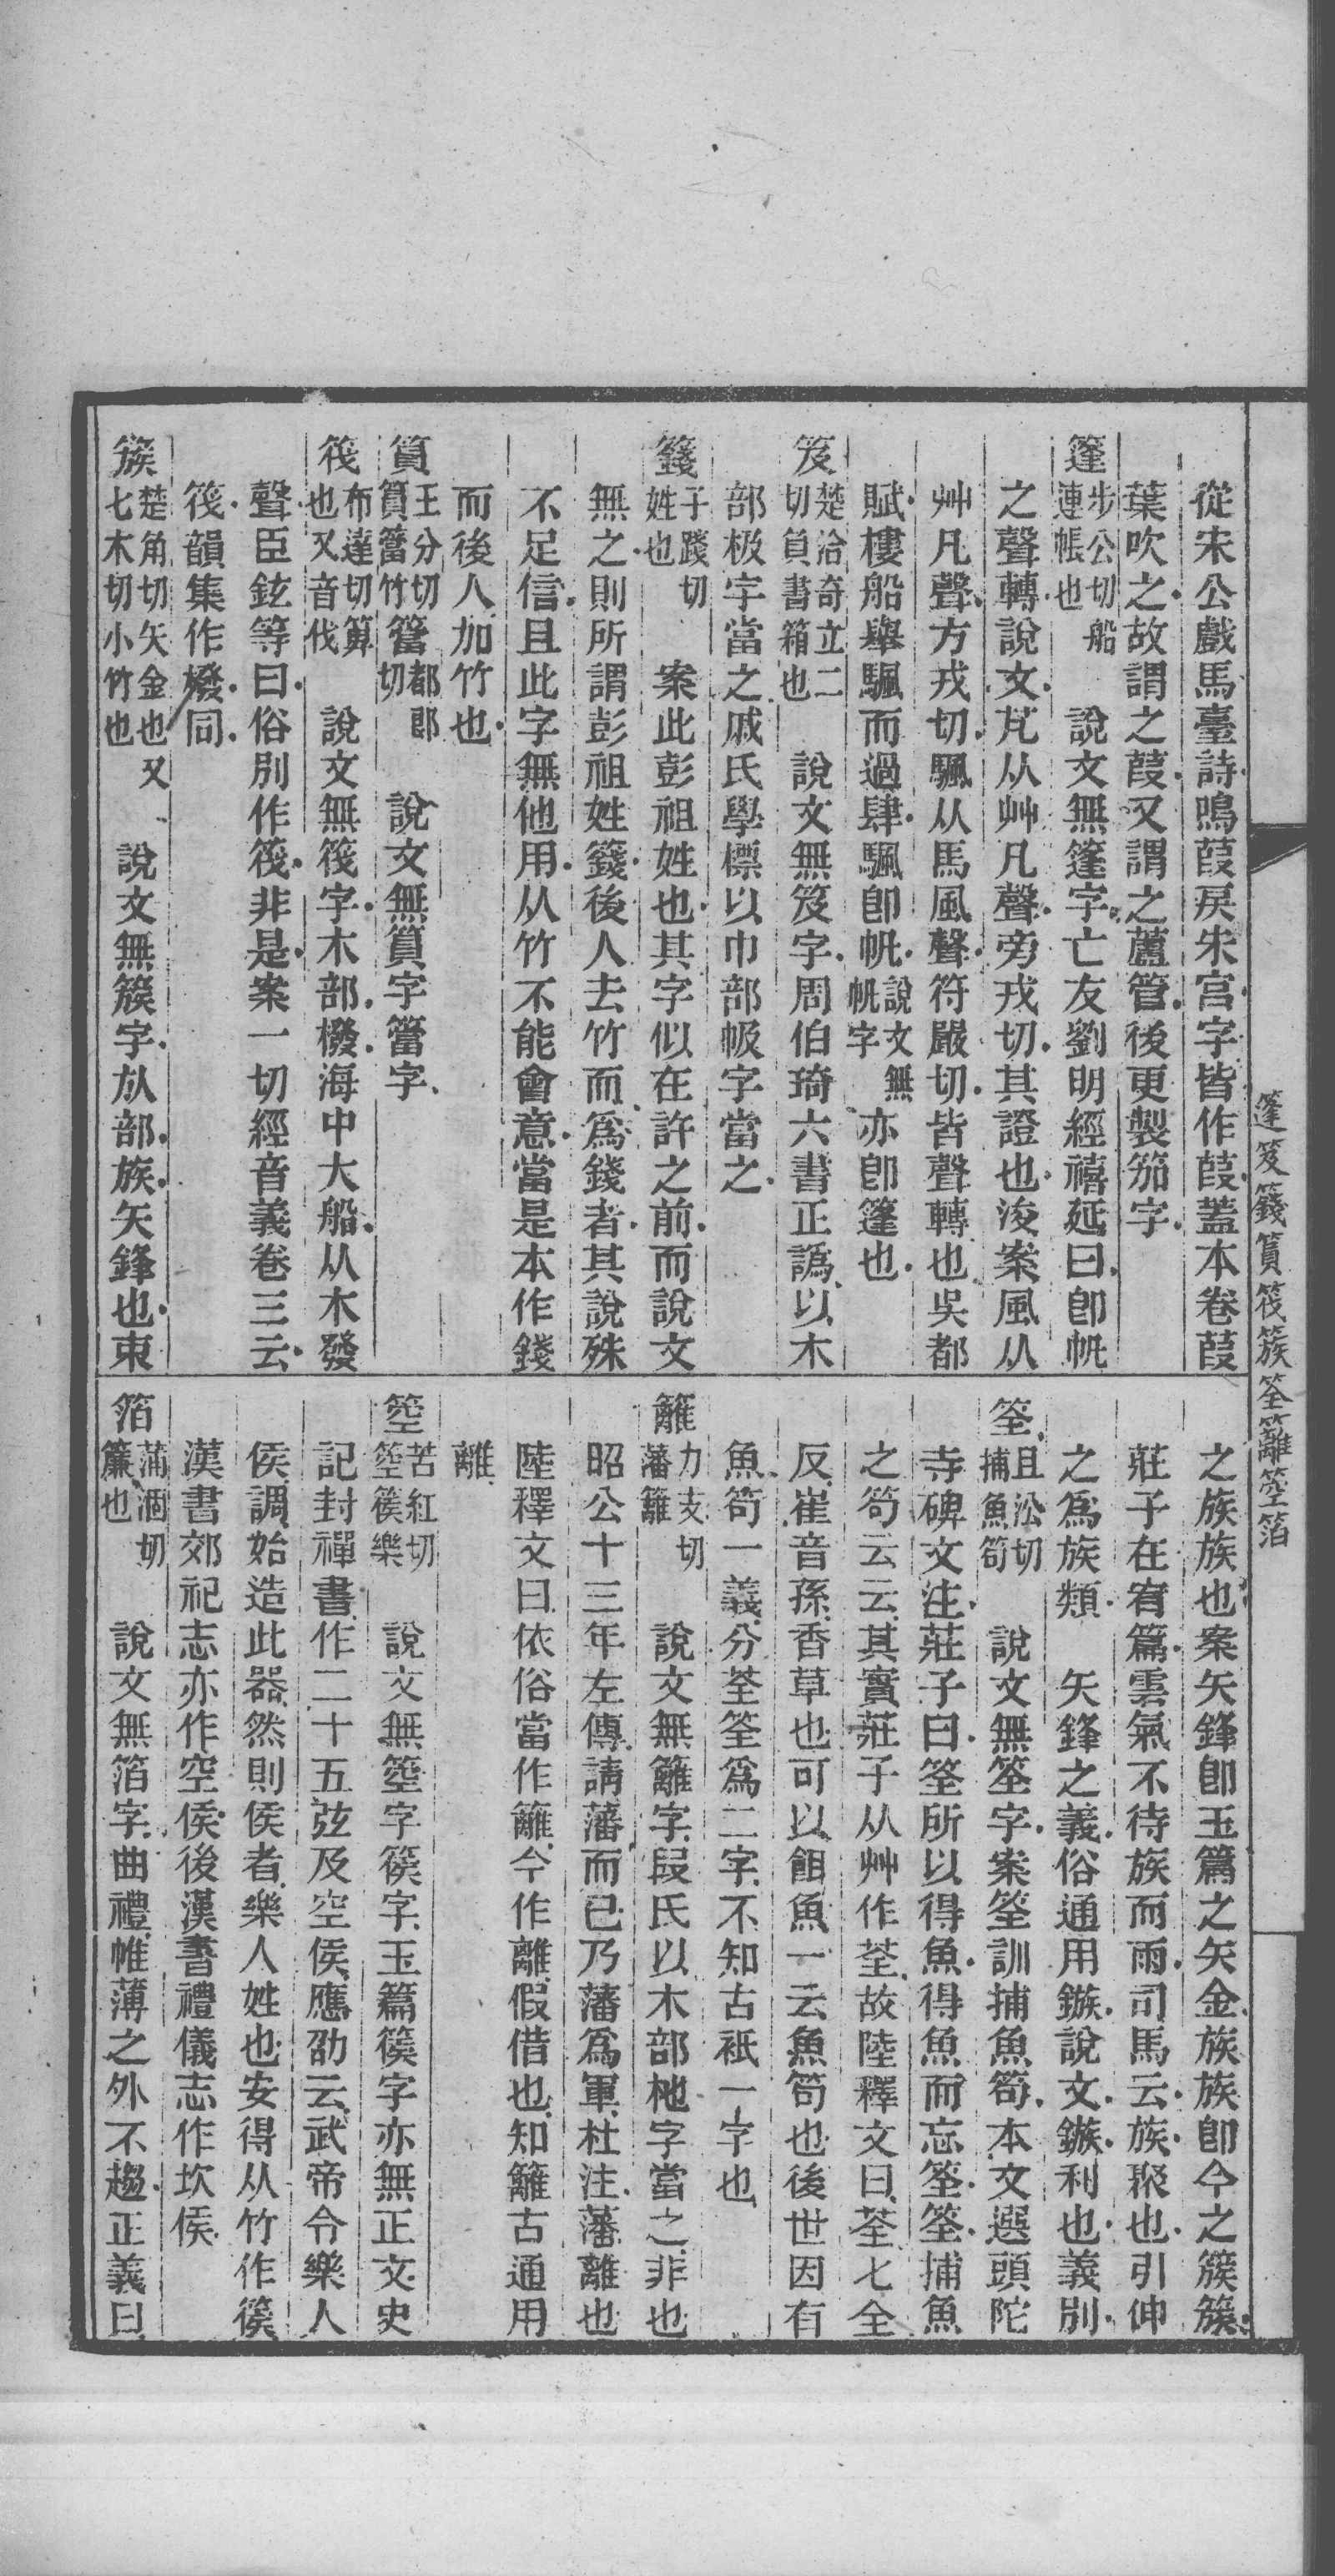 從宋公戲馬臺詩鳴葭戾朱宮字皆作葭葢本卷葭
葉吹之故謂之葭又謂之蘆管後更製笳字
篷步公切船連帳也 說文無篷字亡友劉明經禧延曰卽帆
之聲轉說文芃从艸凡聲旁戎切其證也浚案風从
艸凡聲方戎切颿从馬風聲符嚴切皆聲轉也吳都
賦樓船舉颿而過肆颿卽帆說文無帆字亦卽篷也
笈楚洽奇立二切負書箱也 說文無笈字周伯琦六書正譌以木
部极字當之戚氏學標以巾部㠷字當之
籛子踐切姓也 案此彭祖姓也其字似在許之前而說文
無之則所謂彭祖姓籛後人去竹而爲錢者其說殊
不足信且此字無他用从竹不能會意當是本作錢
而後人加竹也
篔王分切篔簹竹簹都郎切 說文無篔字簹字
筏布達切箄也又音伐 說文無筏字木部橃海中大船从木發
聲臣鉉等曰俗別作筏非是案一切經音義卷三云
筏韻集作橃同
簇楚角切矢金也又七木切小竹也 說文無簇字㫃部族矢鋒也束
之族族也案矢鋒卽玉篇之矢金族族卽今之簇簇
莊子在宥篇雲氣不待族而雨司馬云族聚也引伸
之爲族類 矢鋒之義俗通用鏃說文鏃利也義別
筌且泣切捕魚笱 說文無筌字案筌訓捕魚笱本文選頭陀
寺碑文注莊子曰筌所以得魚得魚而忘筌筌捕魚
之笱云云其實莊子从艸作荃故陸釋文曰荃七全
反崔音孫香草也可以餌魚一云魚笱也後世因有
魚笱一義分荃筌爲二字不知古祇一字也
籬力支切藩籬 說文無籬字段氏以木部杝字當之非也
昭公十三年左傳請藩而已乃藩爲軍杜注藩離也
陸釋文曰依俗當作籬今作離假借也知籬古通用
離
箜苦紅切箜篌樂 說文無箜字篌字玉篇篌字亦無正文史
記封禪書作二十五弦及空侯應劭云武帝令樂人
侯調始造此器然則侯者樂人姓也安得从竹作篌
漢書郊祀志亦作空侯後漢書禮儀志作坎侯
箔蒲涸切簾也 說文無箔字曲禮帷薄之外不趨正義曰
篷笈籛篔筏簇筌籬箜箔